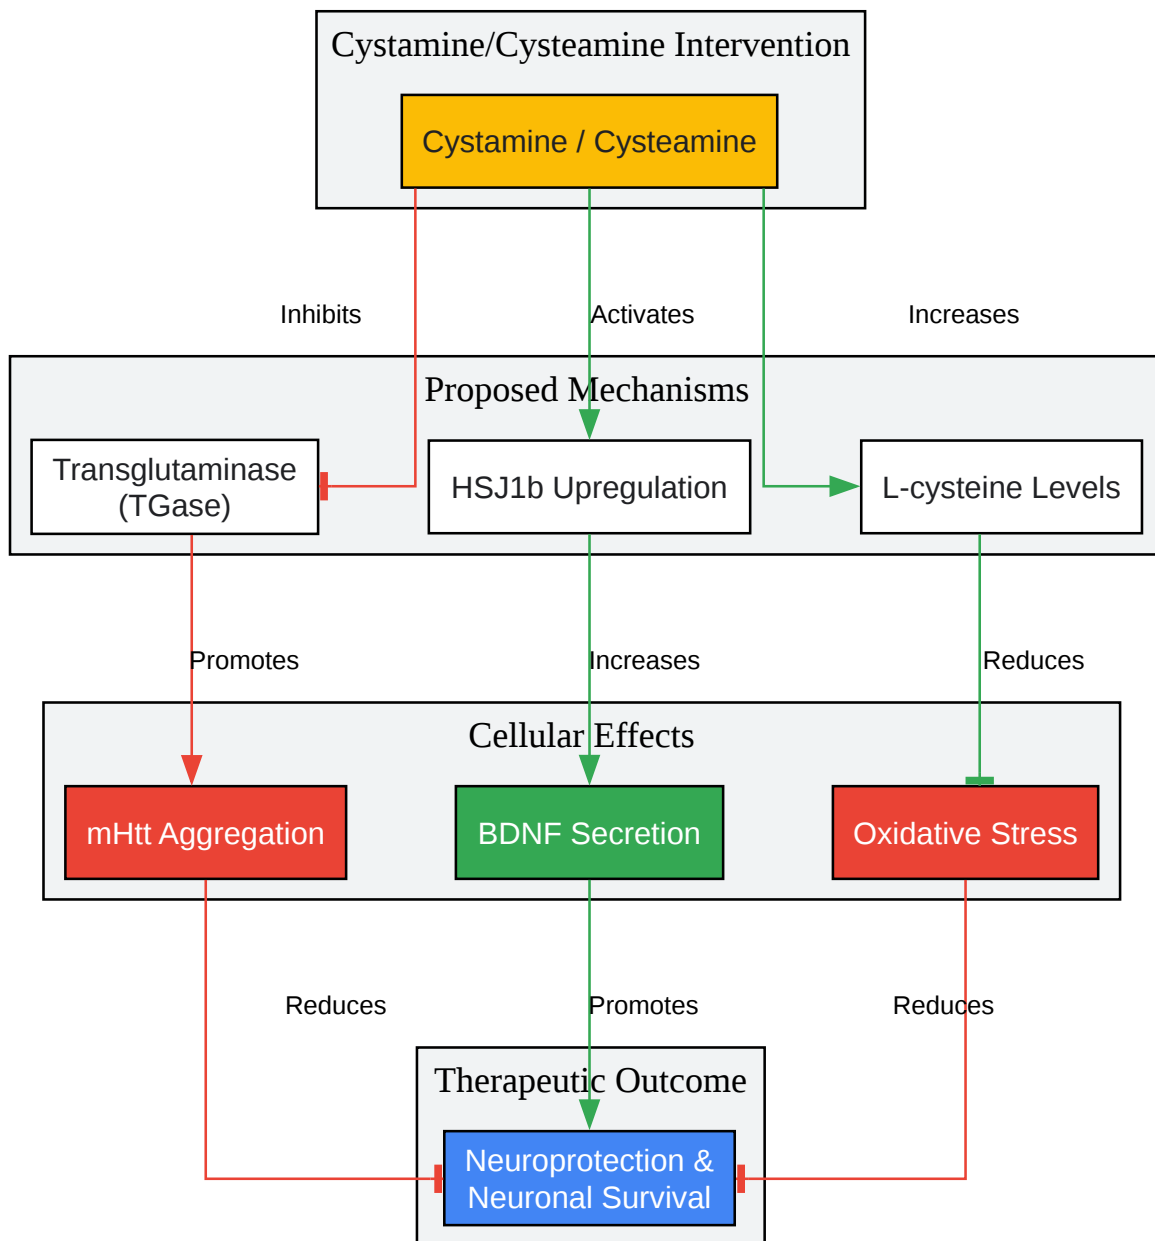 Cystamine/Cysteamine Intervention
Cystamine / Cysteamine
Inhibits
Activates
Increases
Proposed Mechanisms
Transglutaminase
(TGase)
HSJ1b Upregulation
L-cysteine Levels
Promotes
Increases
Reduces
Cellular Effects
mHtt Aggregation
BDNF Secretion
Oxidative Stress
Reduces
Promotes
Reduces
Therapeutic Outcome
Neuroprotection &
Neuronal Survival